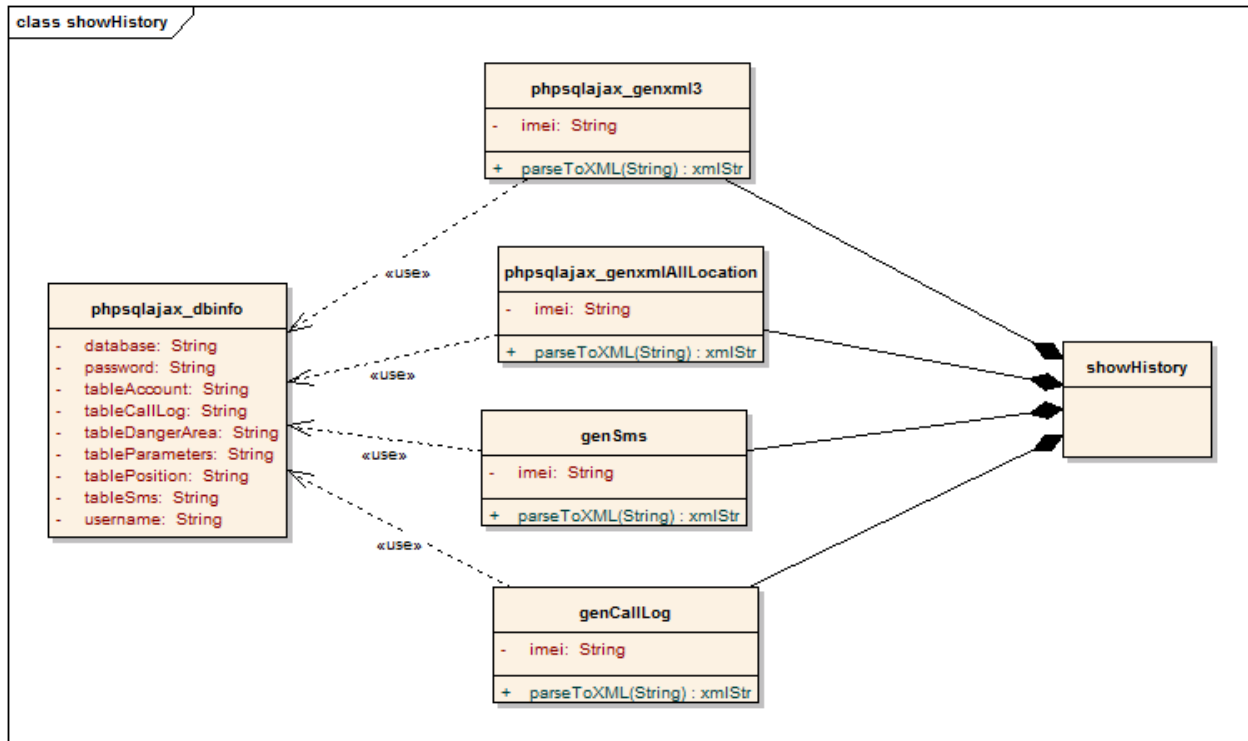 class showHistory
phpsqlajax_genxml3
- imei: String
+ parseToXML(String) : xmlStr
«use»
phpsqlajax_genxmlAllLocation
- imei: String
+ parseToXML(String) : xmlStr
«use»
phpsqlajax_dbinfo
- database: String
- password: String
- tableAccount: String
- tableCallLog: String
- tableDangerArea: String
- tableParameters: String
- tablePosition: String
- tableSms: String
- username: String
showHistory
genSms
- imei: String
+ parseToXML(String) : xmlStr
«use»
«use»
genCallLog
- imei: String
+ parseToXML(String) : xmlStr